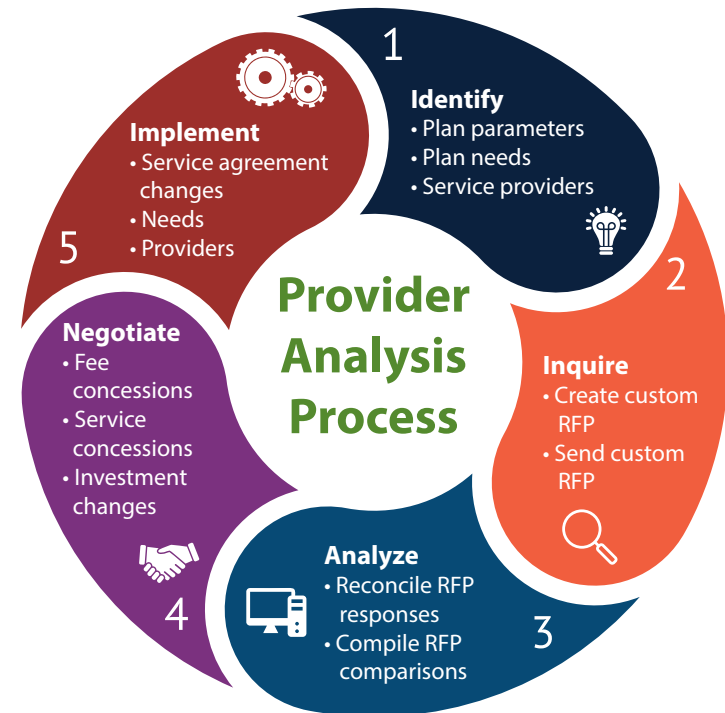 Provider
Analysis
Process
1
Identify
• Plan parameters
• Plan needs
• Service providers
2
Inquire
• Create custom
RFP
• Send custom
RFP
3
Analyze
• Reconcile RFP
responses
• Compile RFP
comparisons
4
Negotiate
• Fee
concessions
• Service
concessions
• Investment
changes
5
Implement
• Service agreement
changes
• Needs
• Providers